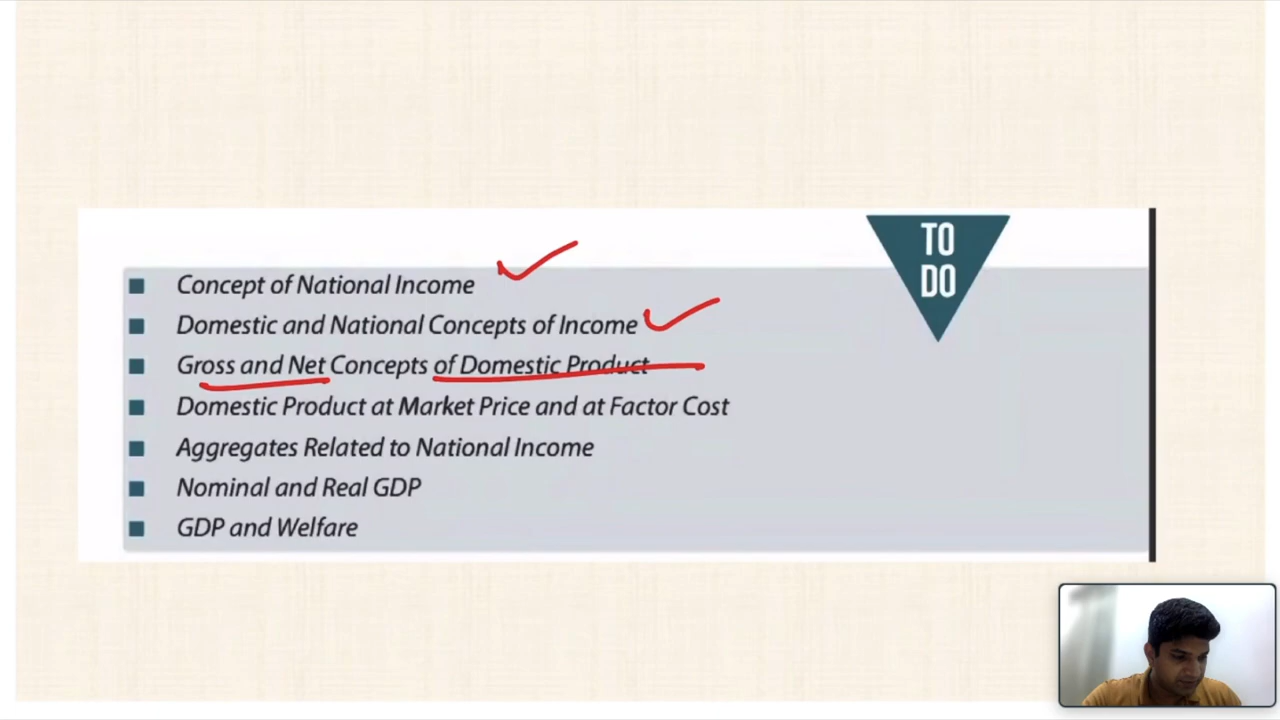 TO
DO
Concept of National Income
Domestic and National Concepts of Income
Gross and Net Concepts of Domestic Product
Domestic Product at Market Price and at Factor Cost
Aggregates Related to National Income
Nominal and Real GDP
GDP and Welfare